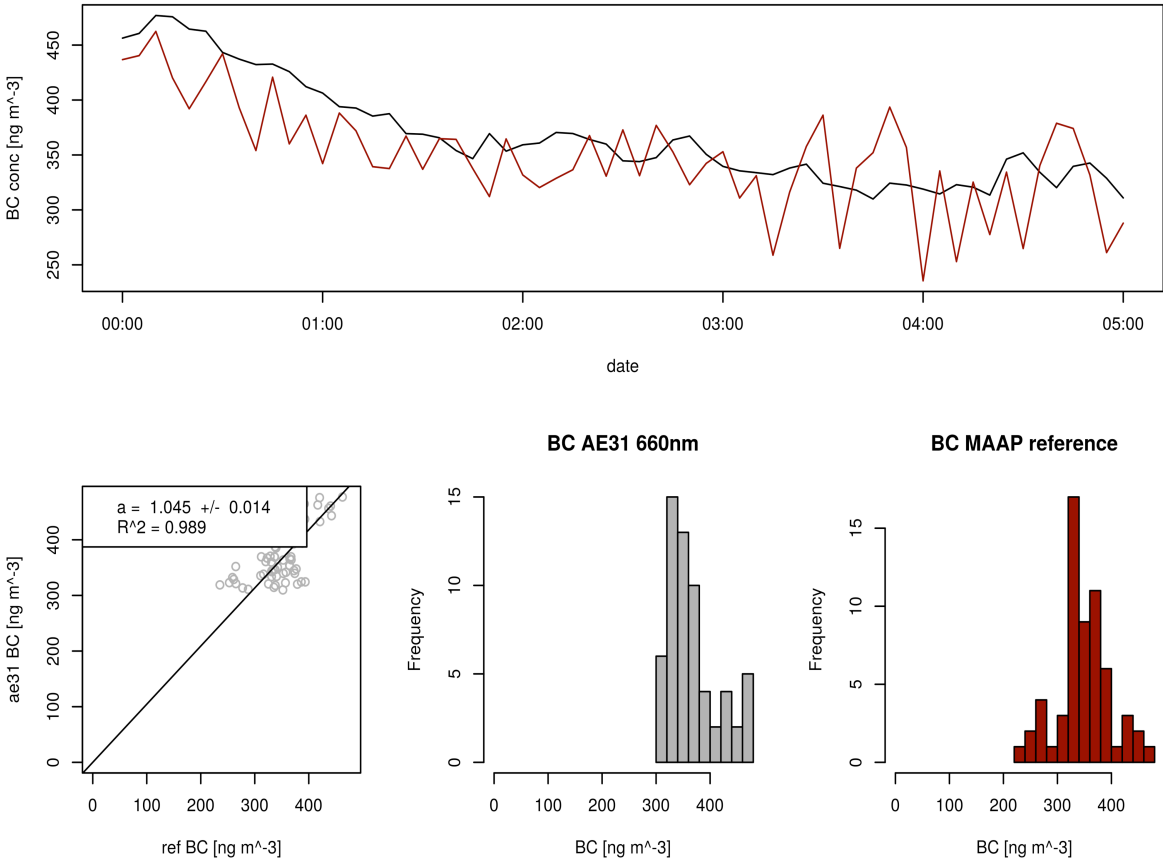 BC conc [ng m^-3]
450
400
350
300
250
00:00 01:00 02:00 03:00 04:00 05:00
date
a = 1.045 +/- 0.014
R^2 = 0.989
ae31 BC [ng m^-3]
400
300
200
100
0
0 100 200 300 400
ref BC [ng m^-3]
BC AE31 660nm
Frequency
15
10
5
0
0 100 200 300 400
BC [ng m^-3]
BC MAAP reference
Frequency
15
10
5
0
0 100 200 300 400
BC [ng m^-3]